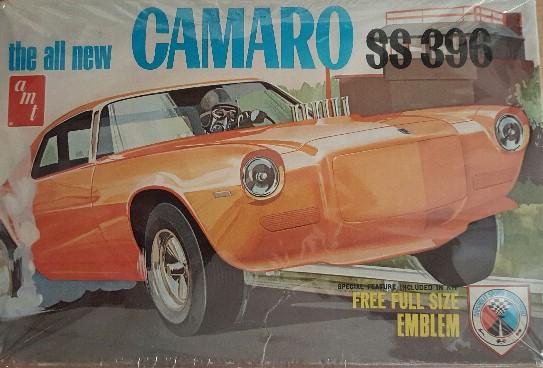 the all new CAMARO SS 396
amt
SPECIAL FEATURE INCLUDED IN KIT
FREE FULL SIZE
EMBLEM